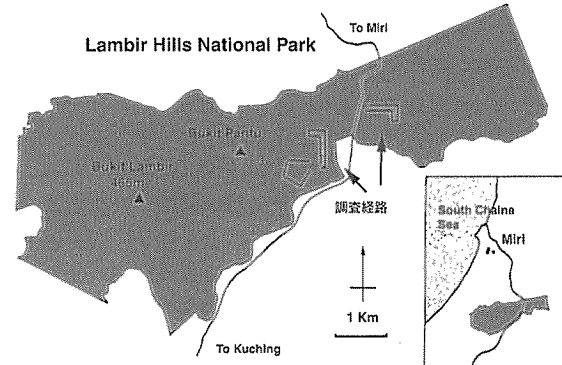 To Miri
Lambir Hills National Park
Bukit Pantu
Bukit Lambir
465m
調査経路
South Chaina
Sea
Miri
1 Km
To Kuching